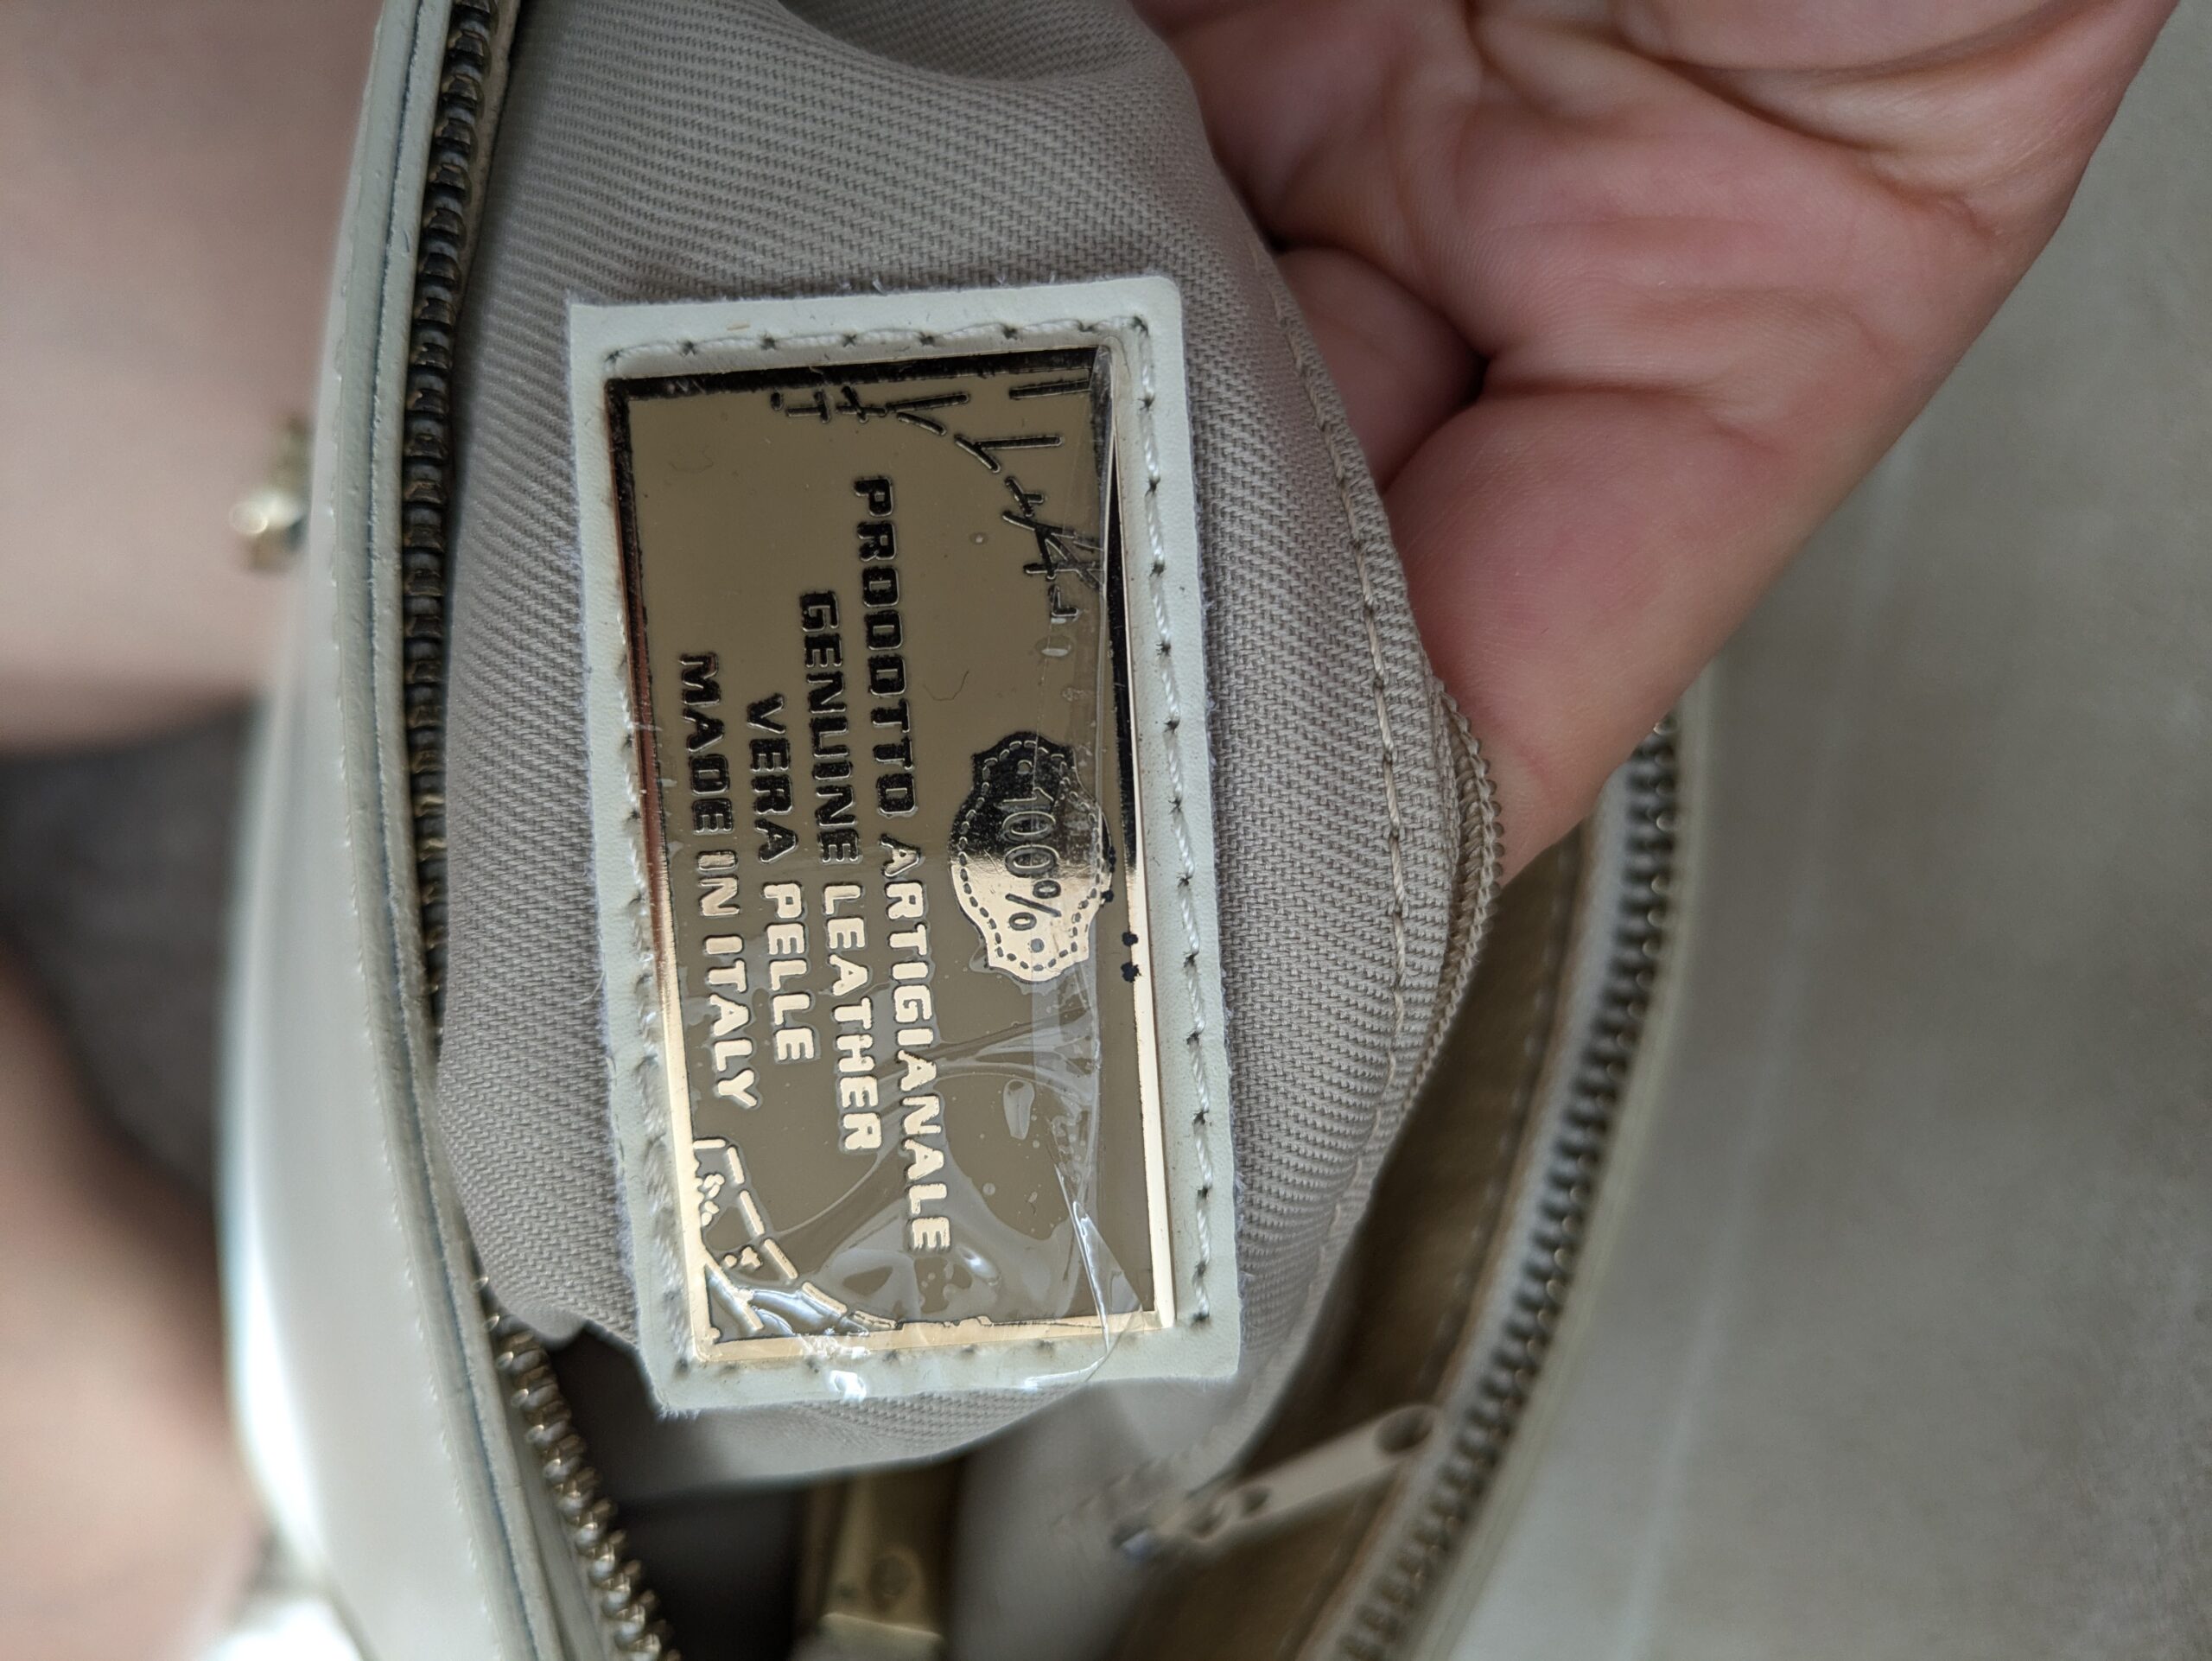 100%
PRODOTTO ARTIGIANALE
GENUINE LEATHER
VERA PELLE
MADE IN ITALY